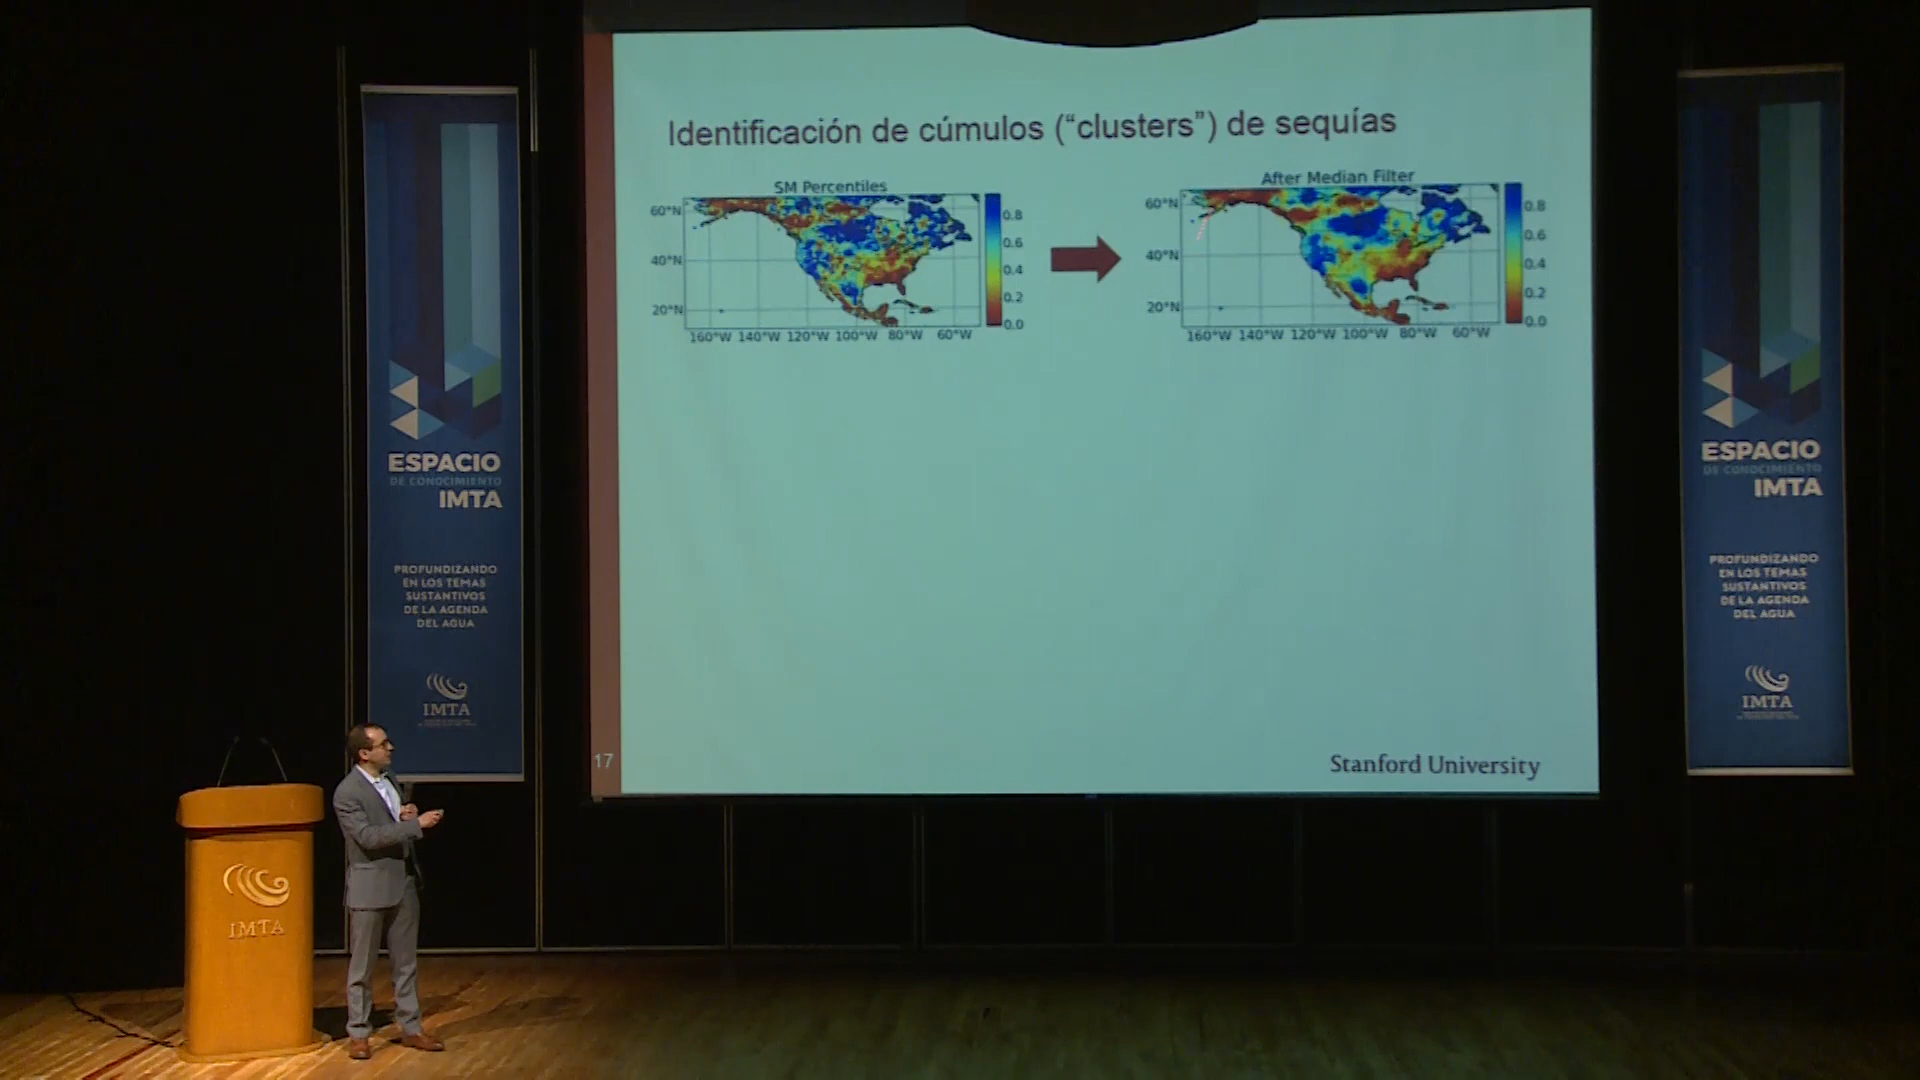 Identificación de cúmulos (“clusters”) de sequías
SM Percentiles
60°N
40°N
20°N
160°W 140°W 120°W 100°W 80°W 60°W
0.8
0.6
0.4
0.2
0.0
After Median Filter
60°N
40°N
20°N
160°W 140°W 120°W 100°W 80°W 60°W
0.8
0.6
0.4
0.2
0.0
17
Stanford University
ESPACIO
DE CONOCIMIENTO
IMTA
PROFUNDIZANDO
EN LOS TEMAS
SUSTANTIVOS
DE LA AGENDA
DEL AGUA
IMTA
ESPACIO
DE CONOCIMIENTO
IMTA
PROFUNDIZANDO
EN LOS TEMAS
SUSTANTIVOS
DE LA AGENDA
DEL AGUA
IMTA
IMTA